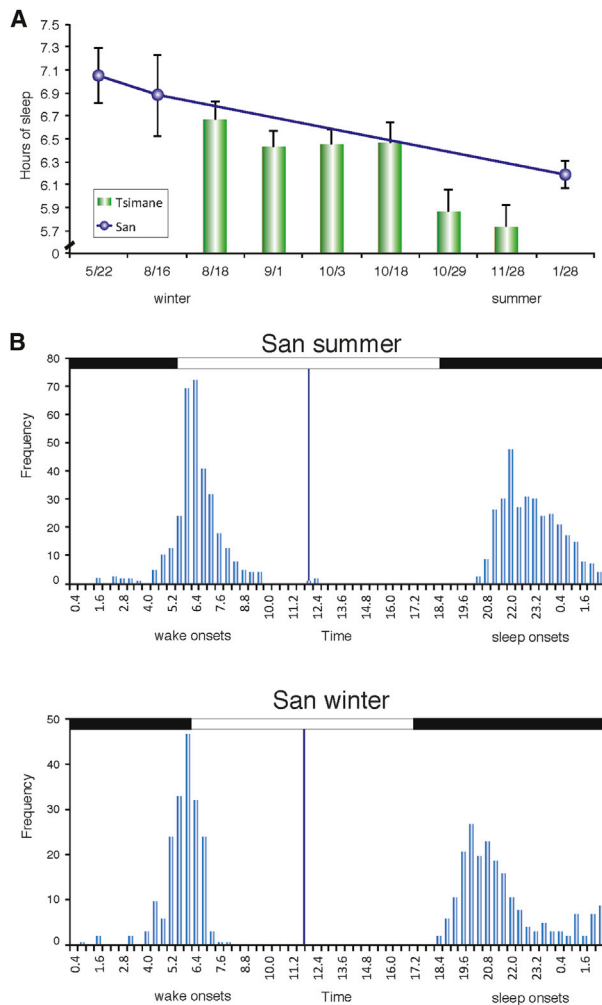 A
7.5
7.3
7.1
6.9
6.7
6.5
6.3
6.1
5.9
5.7
0
Hours of sleep
Tsimane
San
5/22 8/16 8/18 9/1 10/3 10/18 10/29 11/28 1/28
winter summer
B
San summer
80
70
60
50
40
30
20
10
0
Frequency
0.4 1.6 2.8 4.0 5.2 6.4 7.6 8.8 10.0 11.2 12.4 13.6 14.8 16.0 17.2 18.4 19.6 20.8 22.0 23.2 0.4 1.6
wake onsets Time sleep onsets
San winter
50
40
30
20
10
0
Frequency
0.4 1.6 2.8 4.0 5.2 6.4 7.6 8.8 10.0 11.2 12.4 13.6 14.8 16.0 17.2 18.4 19.6 20.8 22.0 23.2 0.4 1.6
wake onsets Time sleep onsets